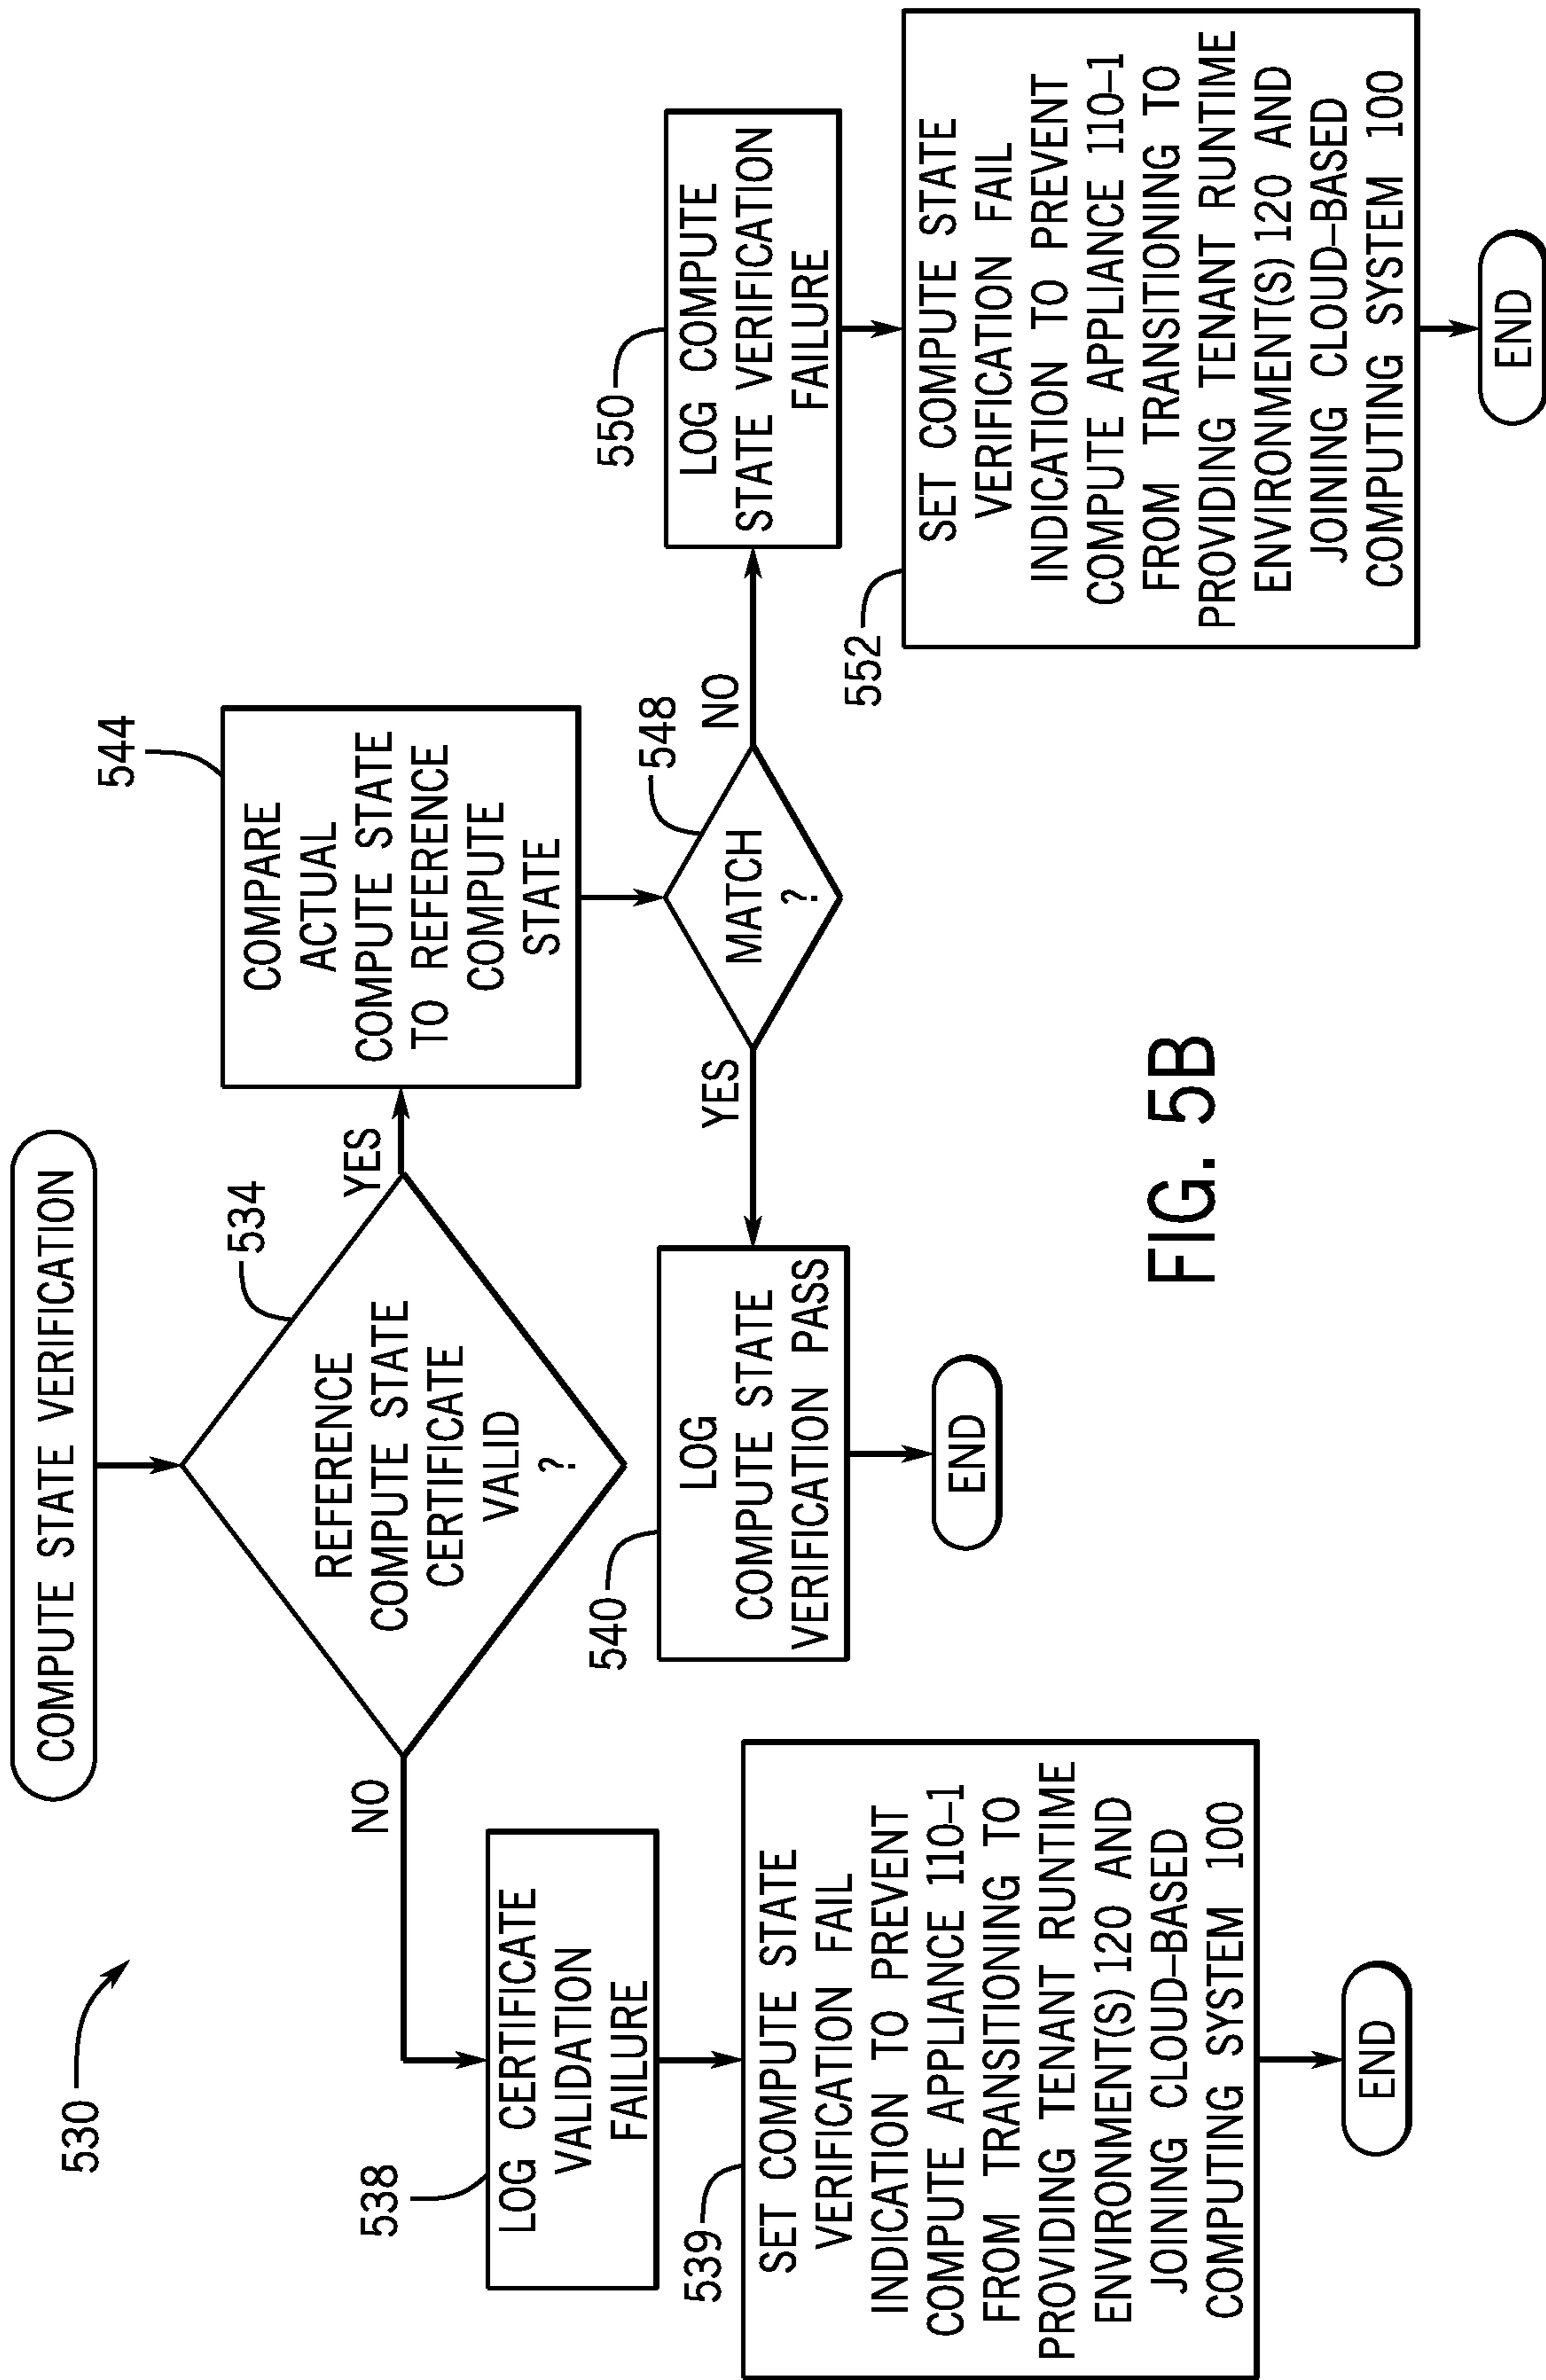 530
COMPUTE STATE VERIFICATION
534
REFERENCE
COMPUTE STATE
CERTIFICATE
VALID
?
NO
YES
538
LOG CERTIFICATE
VALIDATION
FAILURE
539
SET COMPUTE STATE
VERIFICATION FAIL
INDICATION TO PREVENT
COMPUTE APPLIANCE 110–1
FROM TRANSITIONING TO
PROVIDING TENANT RUNTIME
ENVIRONMENT(S) 120 AND
JOINING CLOUD–BASED
COMPUTING SYSTEM 100
END
544
COMPARE
ACTUAL
COMPUTE STATE
TO REFERENCE
COMPUTE
STATE
548
MATCH
?
YES
NO
540
LOG
COMPUTE STATE
VERIFICATION PASS
END
550
LOG COMPUTE
STATE VERIFICATION
FAILURE
552
SET COMPUTE STATE
VERIFICATION FAIL
INDICATION TO PREVENT
COMPUTE APPLIANCE 110–1
FROM TRANSITIONING TO
PROVIDING TENANT RUNTIME
ENVIRONMENT(S) 120 AND
JOINING CLOUD–BASED
COMPUTING SYSTEM 100
END
FIG. 5B